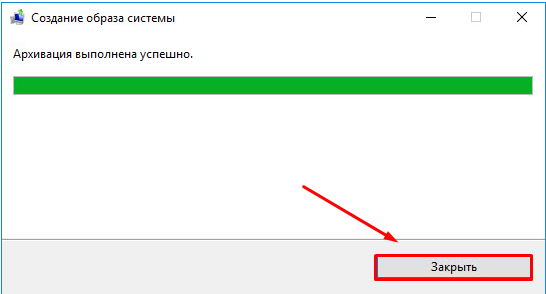 Создание образа системы
Архивация выполнена успешно.
Закрыть